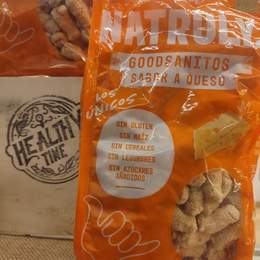 NATRULY
GOODSANITOS
SABOR A QUESO
LOS
ÚNICOS
SIN GLUTEN
SIN MAÍZ
SIN CEREALES
SIN LEGUMBRES
SIN AZÚCARES
AÑADIDOS
HEALTHY
TIME